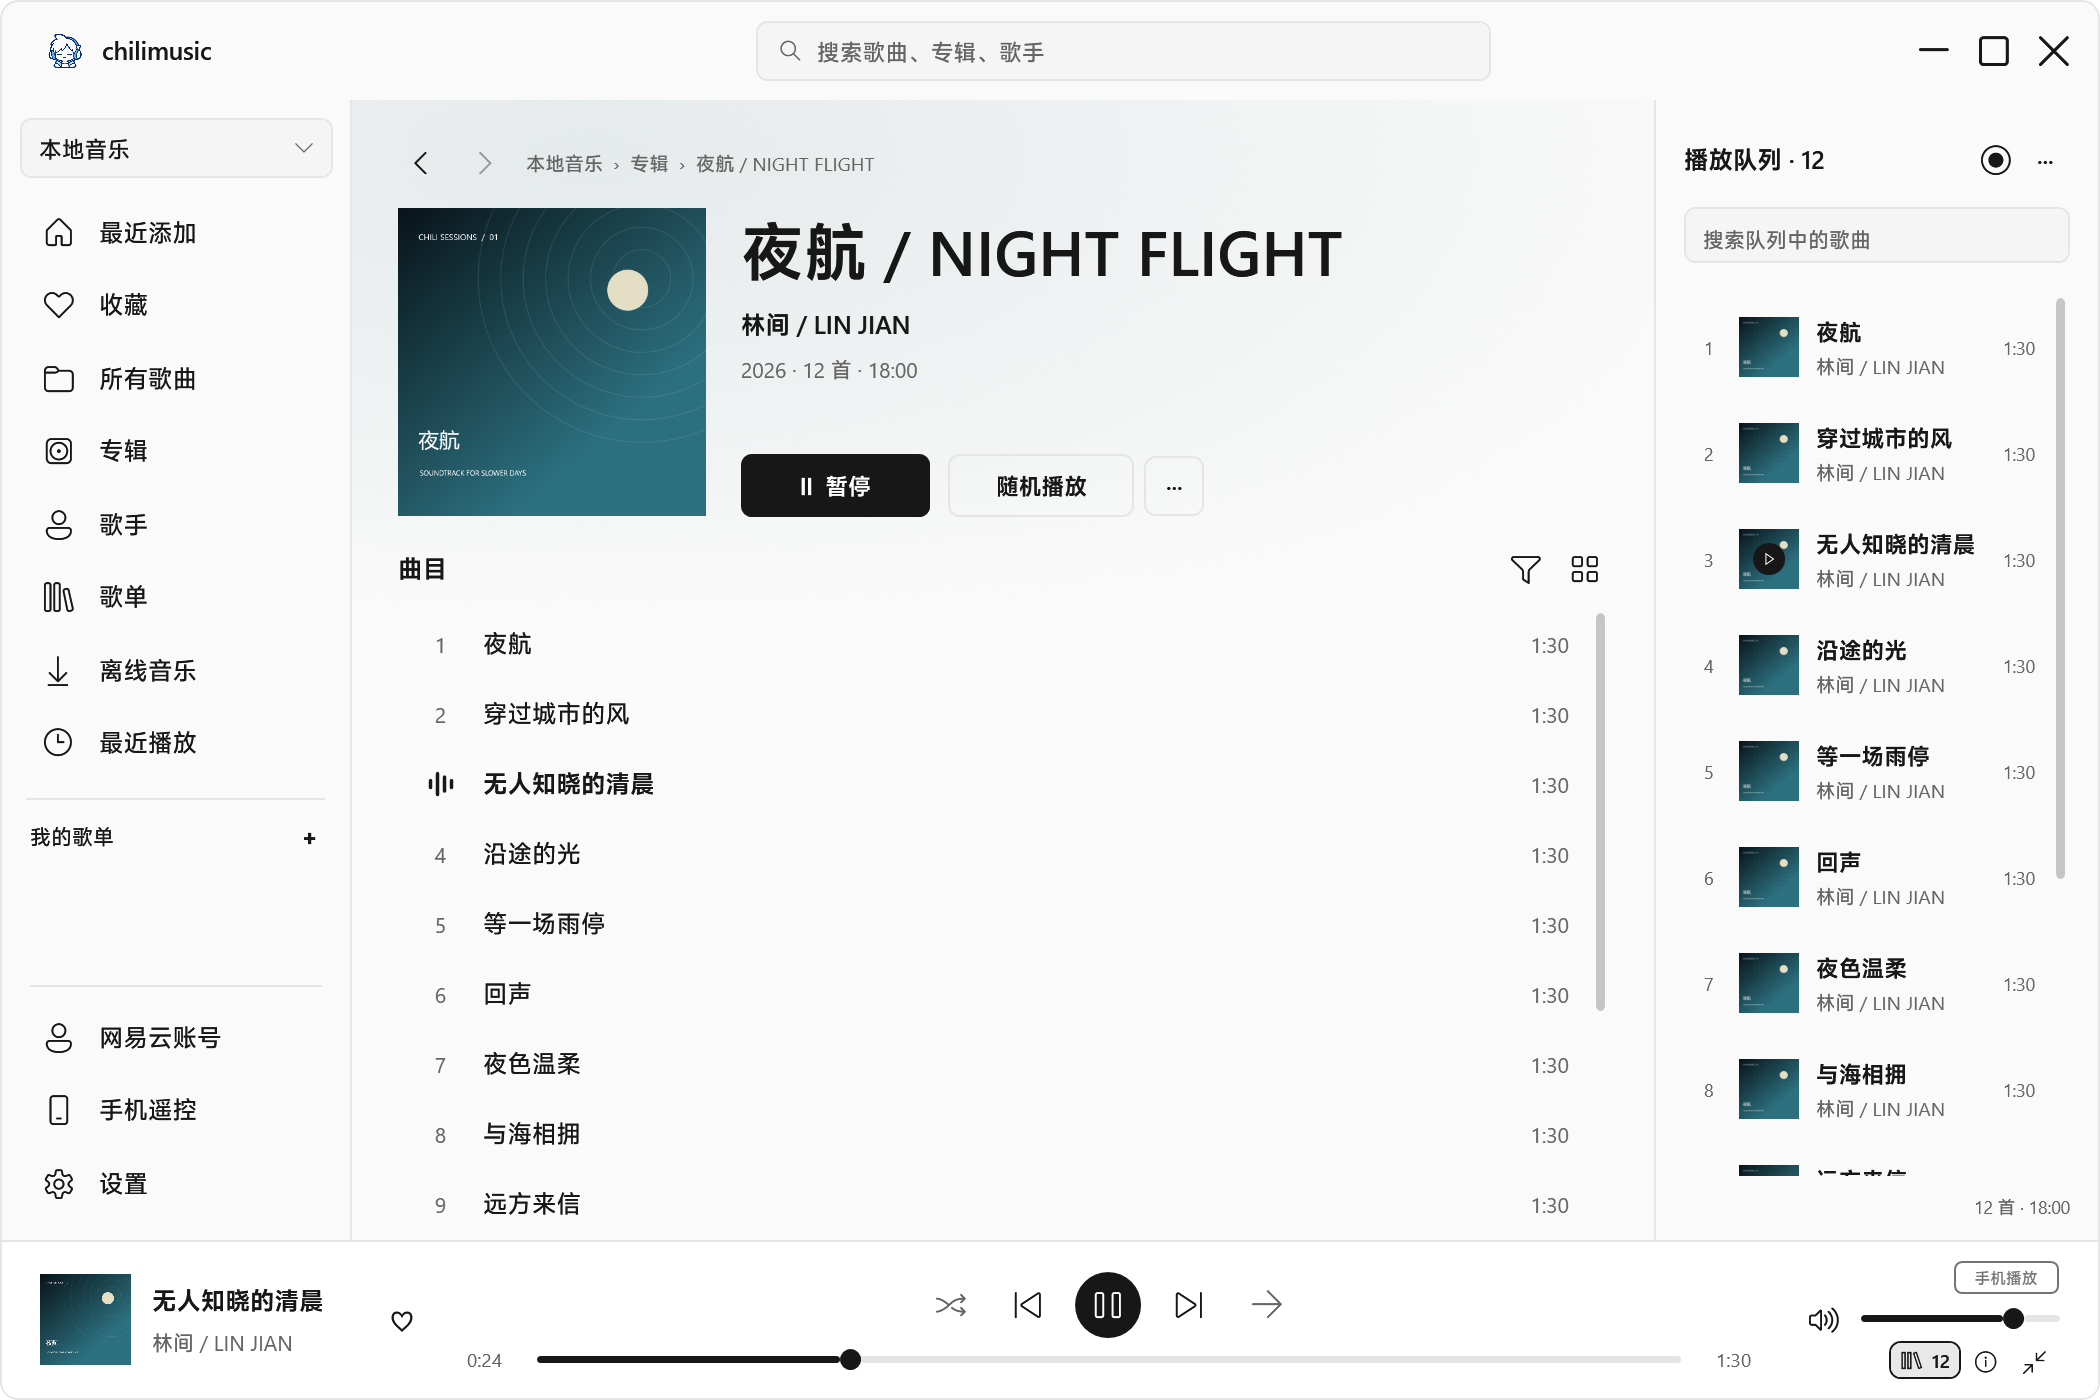 chilimusic
搜索歌曲、专辑、歌手
本地音乐
最近添加
收藏
所有歌曲
专辑
歌手
歌单
离线音乐
最近播放
我的歌单
+
网易云账号
手机遥控
设置
本地音乐 › 专辑 › 夜航 / NIGHT FLIGHT
CHILI SESSIONS / 01
夜航
SOUNDTRACK FOR SLOWER DAYS
夜航 / NIGHT FLIGHT
林间 / LIN JIAN
2026 · 12 首 · 18:00
暂停
随机播放
...
曲目
1 夜航 1:30
2 穿过城市的风 1:30
无人知晓的清晨 1:30
4 沿途的光 1:30
5 等一场雨停 1:30
6 回声 1:30
7 夜色温柔 1:30
8 与海相拥 1:30
9 远方来信 1:30
播放队列 · 12
...
搜索队列中的歌曲
1 夜航 1:30
林间 / LIN JIAN
2 穿过城市的风 1:30
林间 / LIN JIAN
3 无人知晓的清晨 1:30
林间 / LIN JIAN
4 沿途的光 1:30
林间 / LIN JIAN
5 等一场雨停 1:30
林间 / LIN JIAN
6 回声 1:30
林间 / LIN JIAN
7 夜色温柔 1:30
林间 / LIN JIAN
8 与海相拥 1:30
林间 / LIN JIAN
12 首 · 18:00
无人知晓的清晨
林间 / LIN JIAN
0:24
1:30
手机播放
12